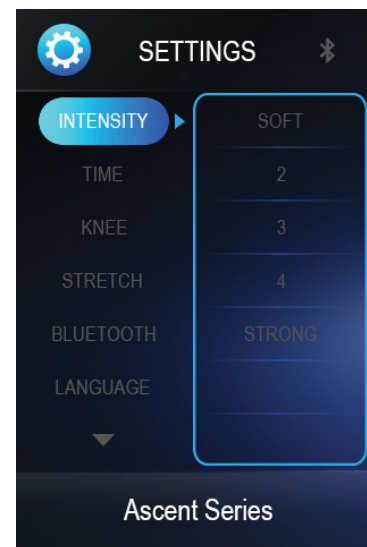 SETTINGS
INTENSITY SOFT
TIME 2
KNEE 3
STRETCH 4
BLUETOOTH STRONG
LANGUAGE
Ascent Series